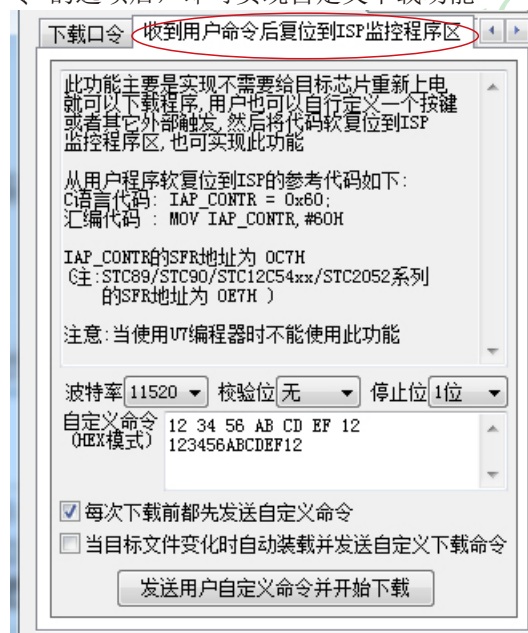 下载口令 收到用户命令后复位到ISP监控程序区
此功能主要是实现不需要给目标芯片重新上电,
就可以下载程序,用户也可以自行定义一个按键
或者其它外部触发,然后将代码软复位到ISP
监控程序区,也可实现此功能
从用户程序软复位到ISP的参考代码如下:
C语言代码: IAP_CONTR = 0x60;
汇编代码 : MOV IAP_CONTR,#60H
IAP_CONTR的SFR地址为 0C7H
(注:STC89/STC90/STC12C54xx/STC2052系列
的SFR地址为 0E7H )
注意:当使用U7编程器时不能使用此功能
波特率 11520 校验位 无 停止位 1位
自定义命令 12 34 56 AB CD EF 12
(HEX模式) 123456ABCDEF12
每次下载前都先发送自定义命令
当目标文件变化时自动装载并发送自定义下载命令
发送用户自定义命令并开始下载